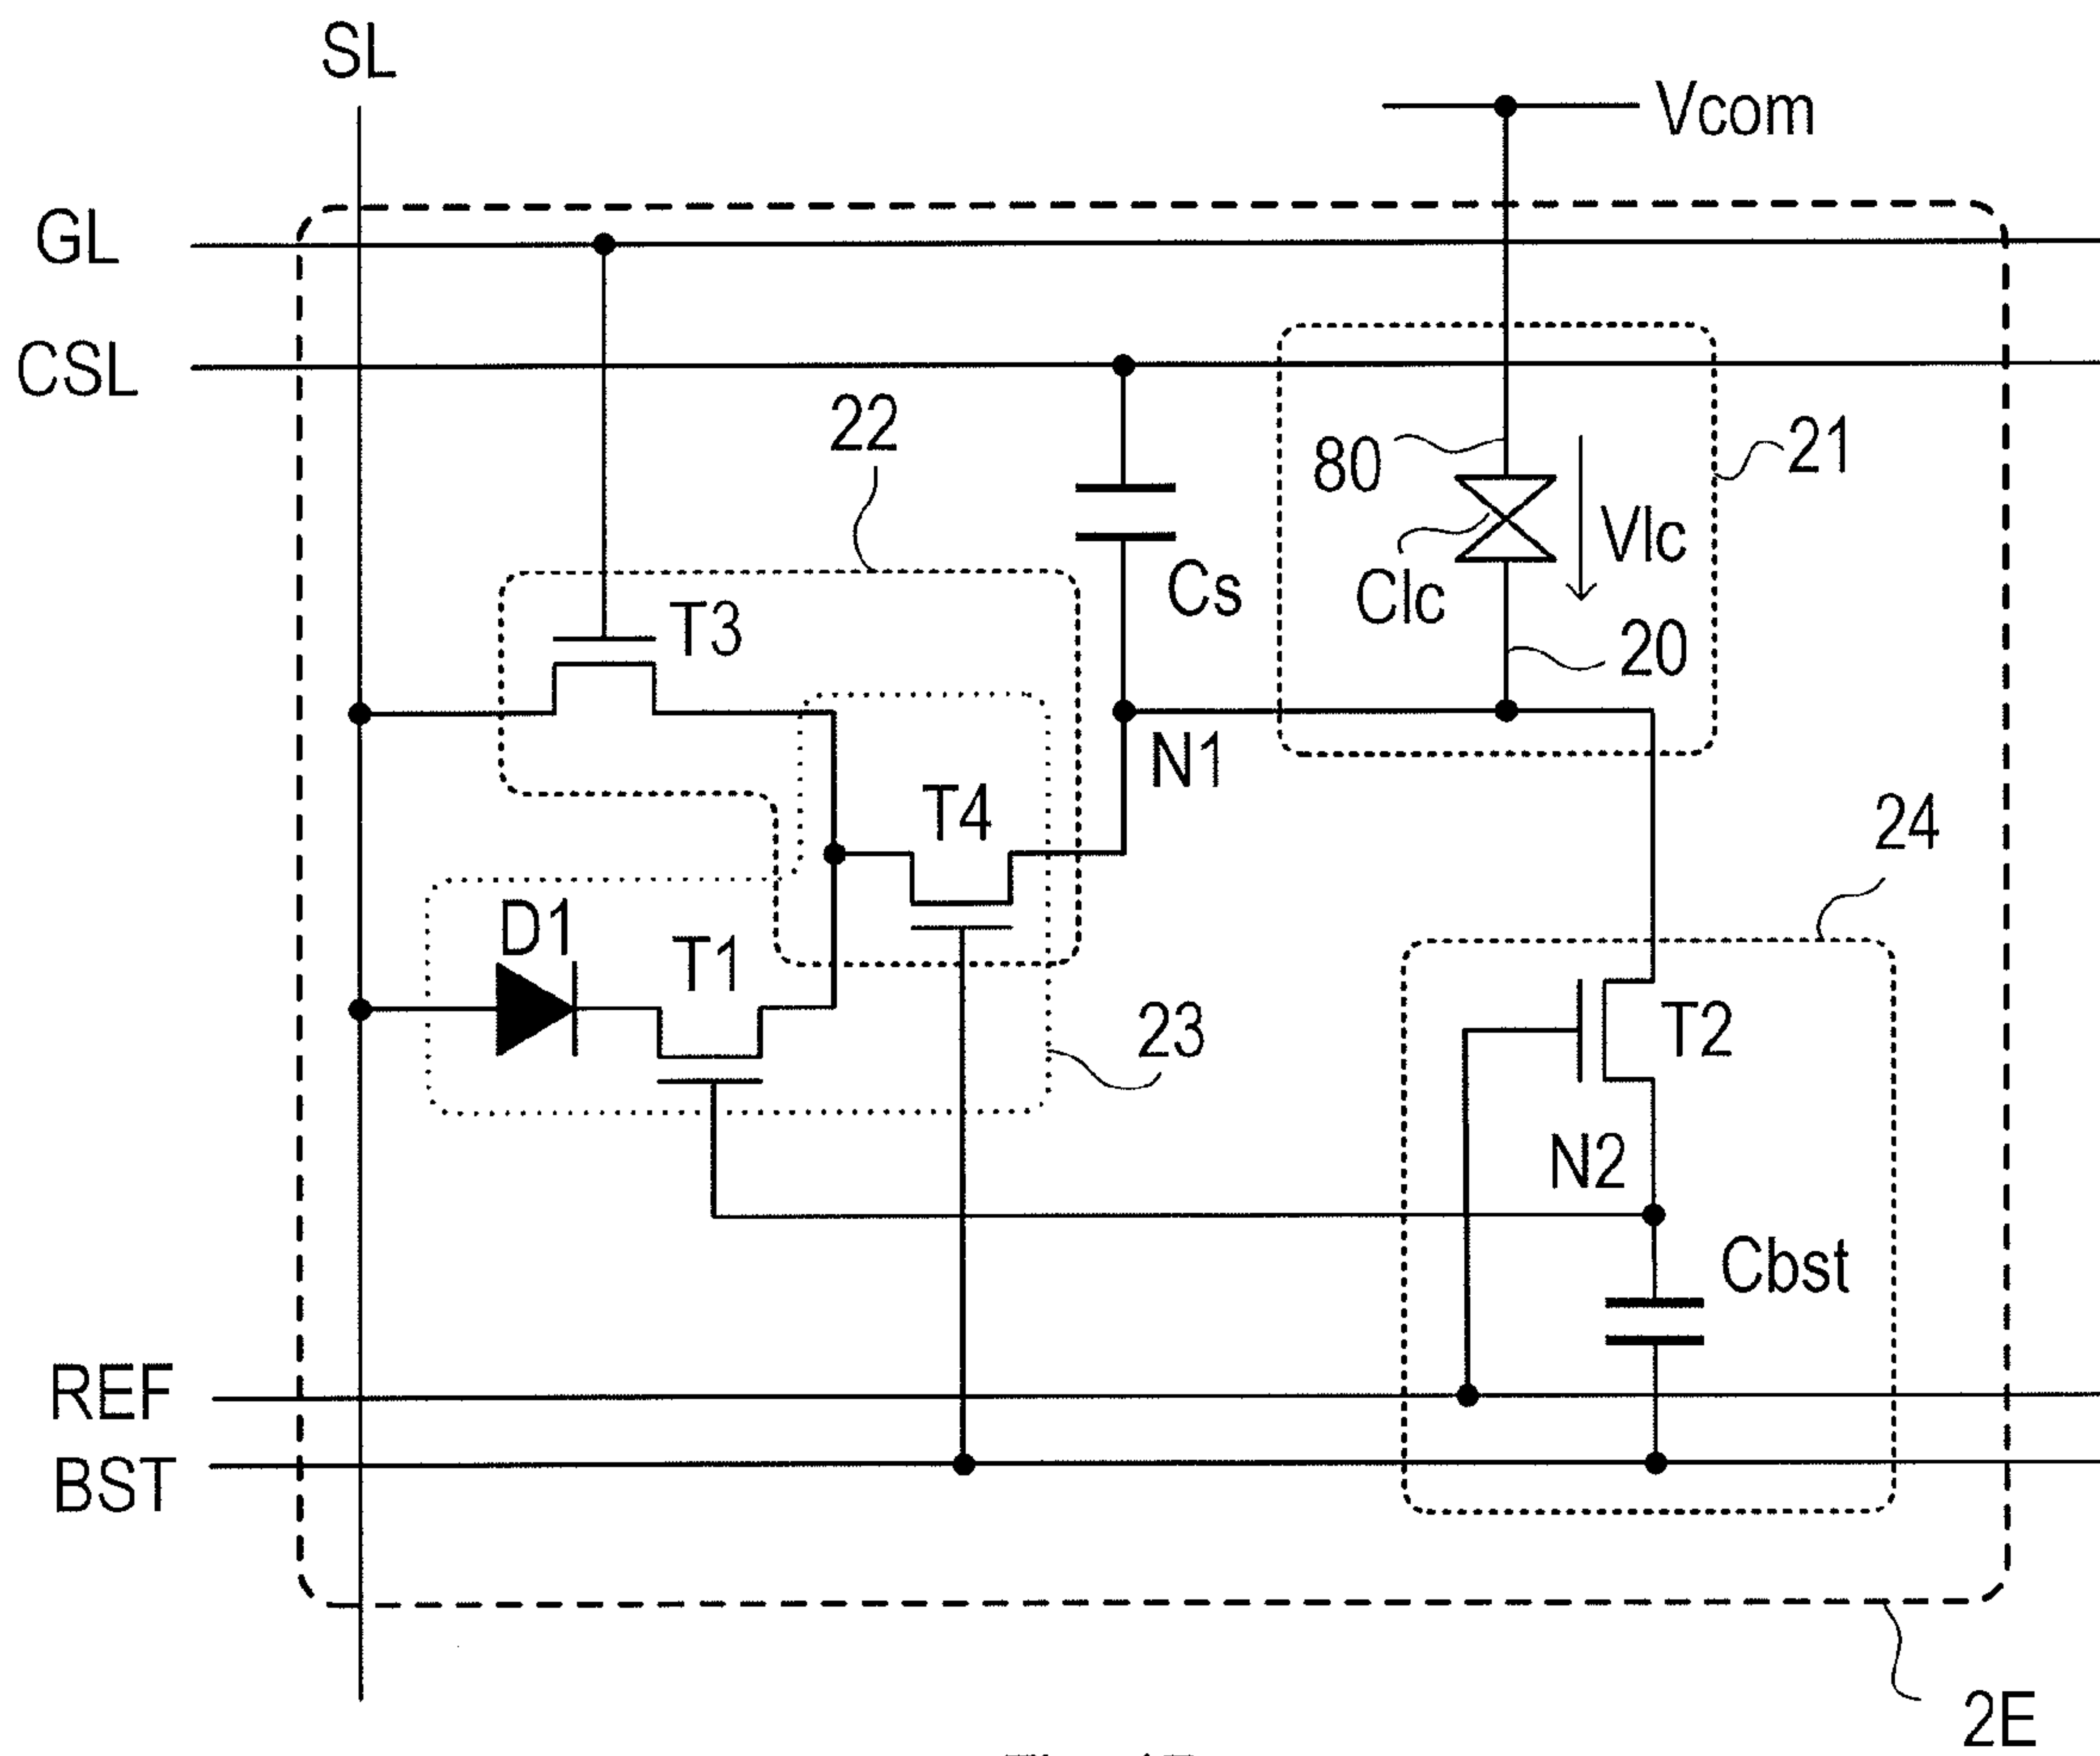 SL
Vcom
GL
CSL
22
80
21
Vlc
Clc
Cs
20
T3
N1
T4
24
D1
T1
23
T2
N2
Cbst
REF
BST
2E